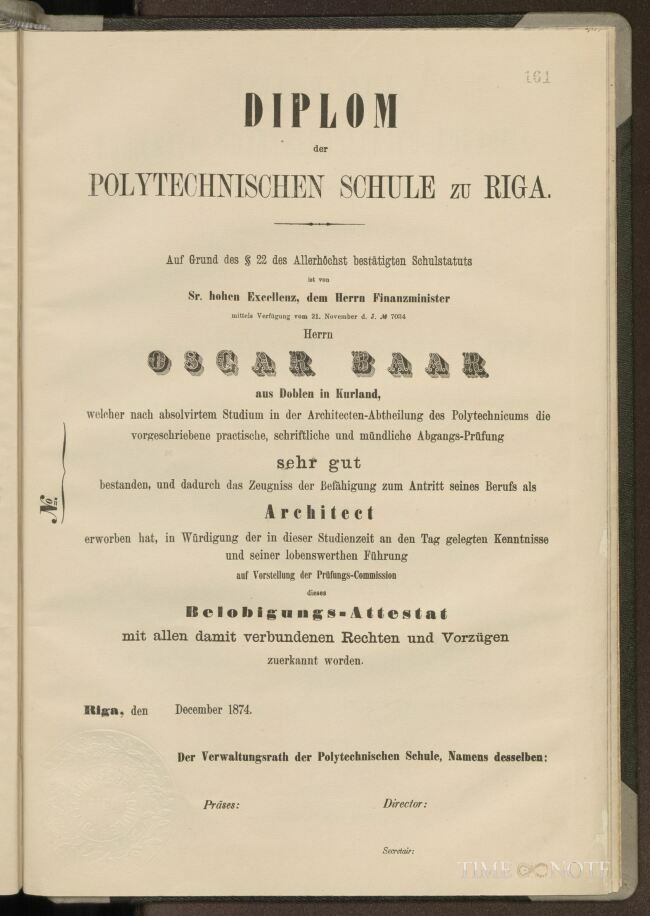 161
DIPLOM
der
POLYTECHNISCHEN SCHULE ZU RIGA.
Auf Grund des § 22 des Allerhöchst bestätigten Schulstatuts
ist von
Sr. hohen Excellenz, dem Herrn Finanzminister
mittels Verfügung vom 21. November d. J. № 7034
Herrn
OSCAR BAAR
aus Doblen in Kurland,
welcher nach absolvirtem Studium in der Architecten-Abtheilung des Polytechnicums die
vorgeschriebene practische, schriftliche und mündliche Abgangs-Prüfung
sehr gut
bestanden, und dadurch das Zeugniss der Befähigung zum Antritt seines Berufs als
Architect
erworben hat, in Würdigung der in dieser Studienzeit an den Tag gelegten Kenntnisse
und seiner lobenswerthen Führung
auf Vorstellung der Prüfungs-Commission
dieses
Belobigungs-Attestat
mit allen damit verbundenen Rechten und Vorzügen
zuerkannt worden.
№
Riga, den December 1874.
Der Verwaltungsrath der Polytechnischen Schule, Namens desselben:
Präses: Director:
Secretair:
TIMENOTE